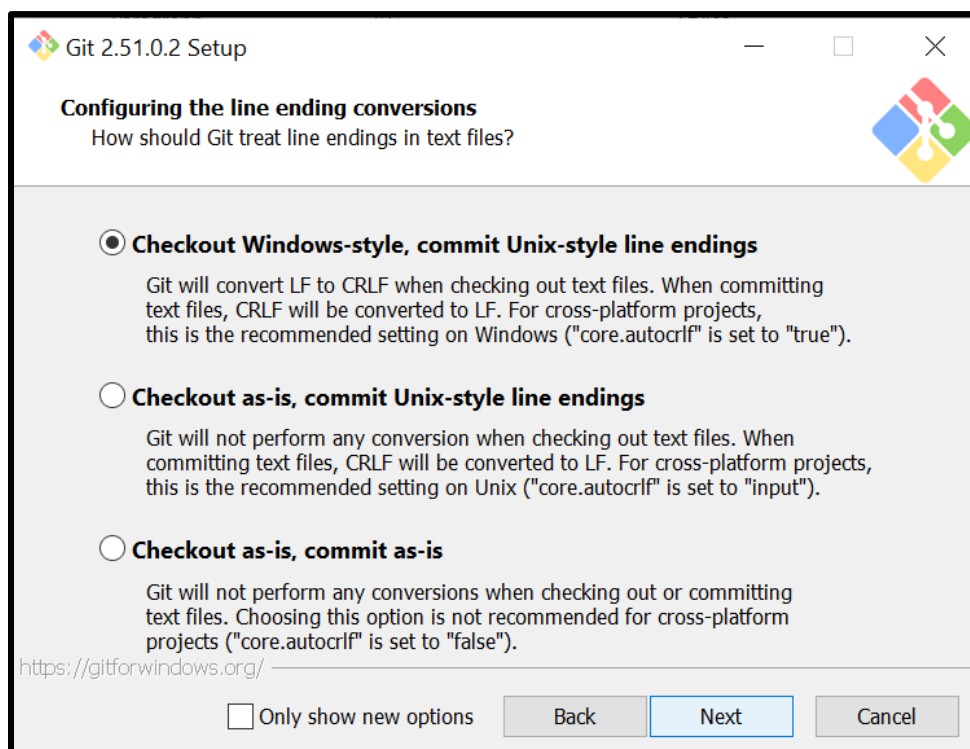 Git 2.51.0.2 Setup
Configuring the line ending conversions
How should Git treat line endings in text files?
Checkout Windows-style, commit Unix-style line endings
Git will convert LF to CRLF when checking out text files. When committing
text files, CRLF will be converted to LF. For cross-platform projects,
this is the recommended setting on Windows ("core.autocrlf" is set to "true").
Checkout as-is, commit Unix-style line endings
Git will not perform any conversion when checking out text files. When
committing text files, CRLF will be converted to LF. For cross-platform projects,
this is the recommended setting on Unix ("core.autocrlf" is set to "input").
Checkout as-is, commit as-is
Git will not perform any conversions when checking out or committing
text files. Choosing this option is not recommended for cross-platform
projects ("core.autocrlf" is set to "false").
https://gitforwindows.org/
Only show new options
Back
Next
Cancel